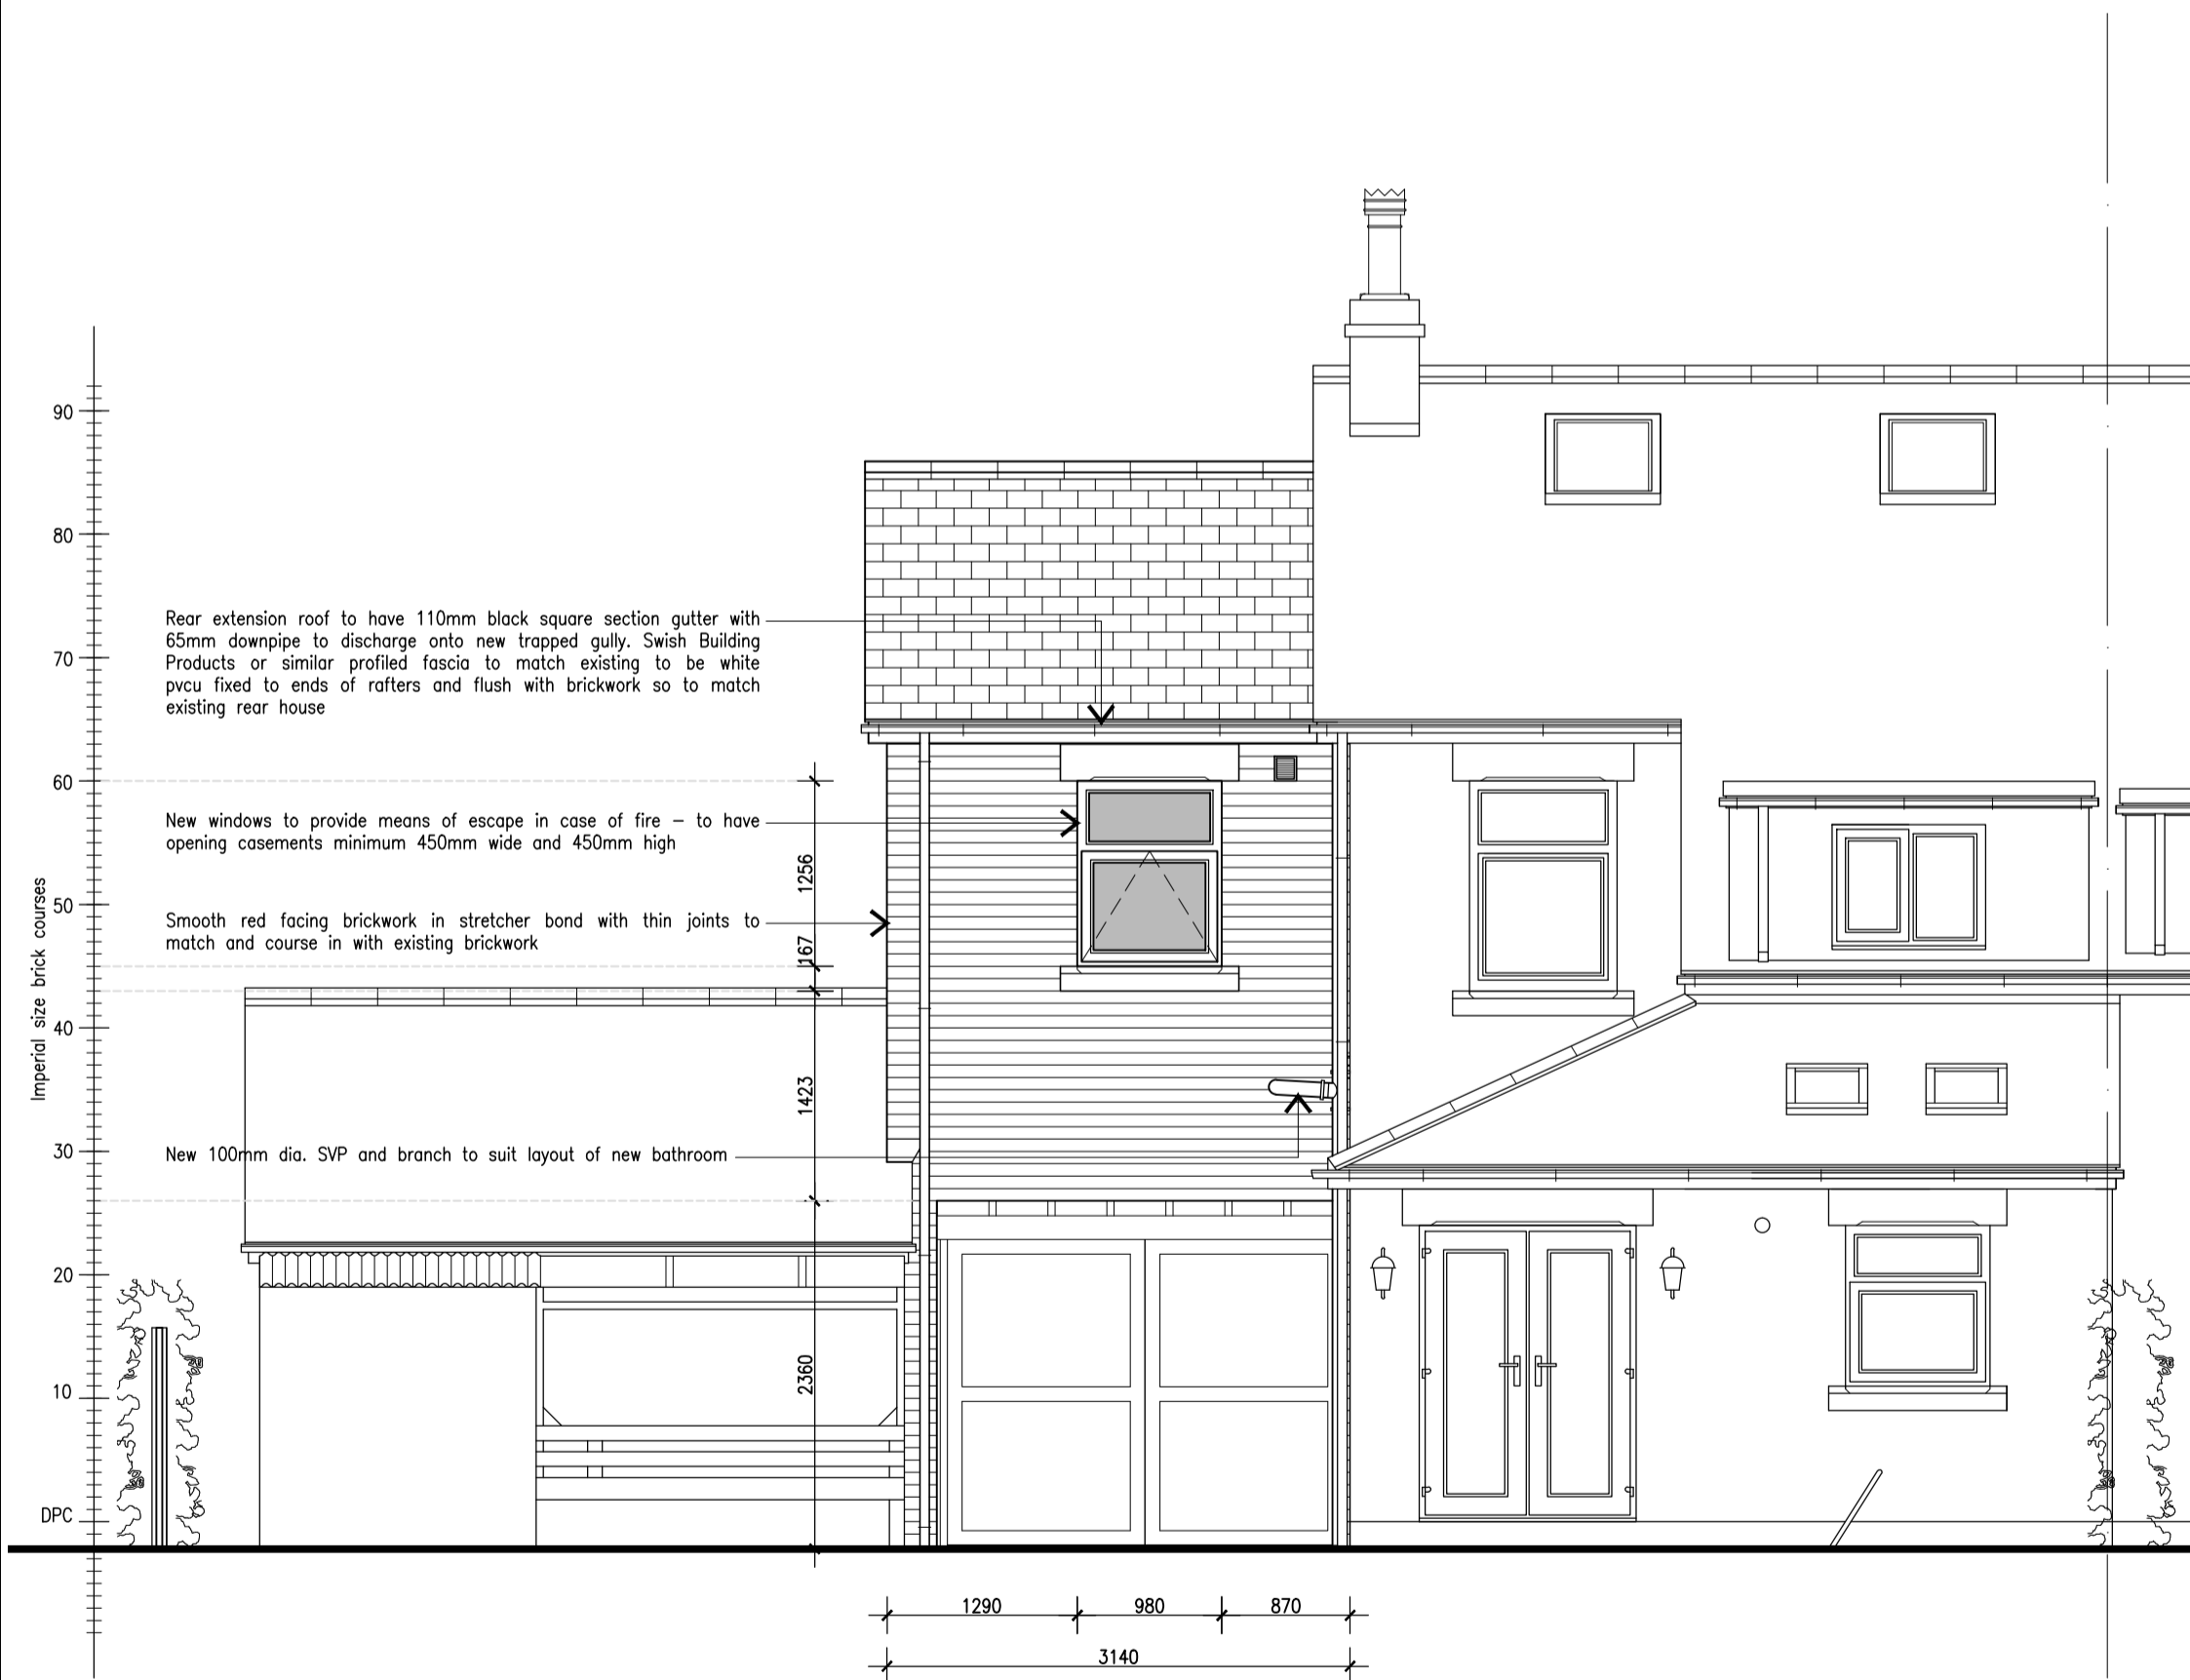 90
80
Rear extension roof to have 110mm black square section gutter with
65mm downpipe to discharge onto new trapped gully. Swish Building
Products or similar profiled fascia to match existing to be white
pvcu fixed to ends of rafters and flush with brickwork so to match
existing rear house
70
60
New windows to provide means of escape in case of fire – to have
opening casements minimum 450mm wide and 450mm high
1256
50
Smooth red facing brickwork in stretcher bond with thin joints to
match and course in with existing brickwork
167
Imperial size brick courses
40
1423
30
New 100mm dia. SVP and branch to suit layout of new bathroom
20
2360
10
DPC
1290 980 870
3140